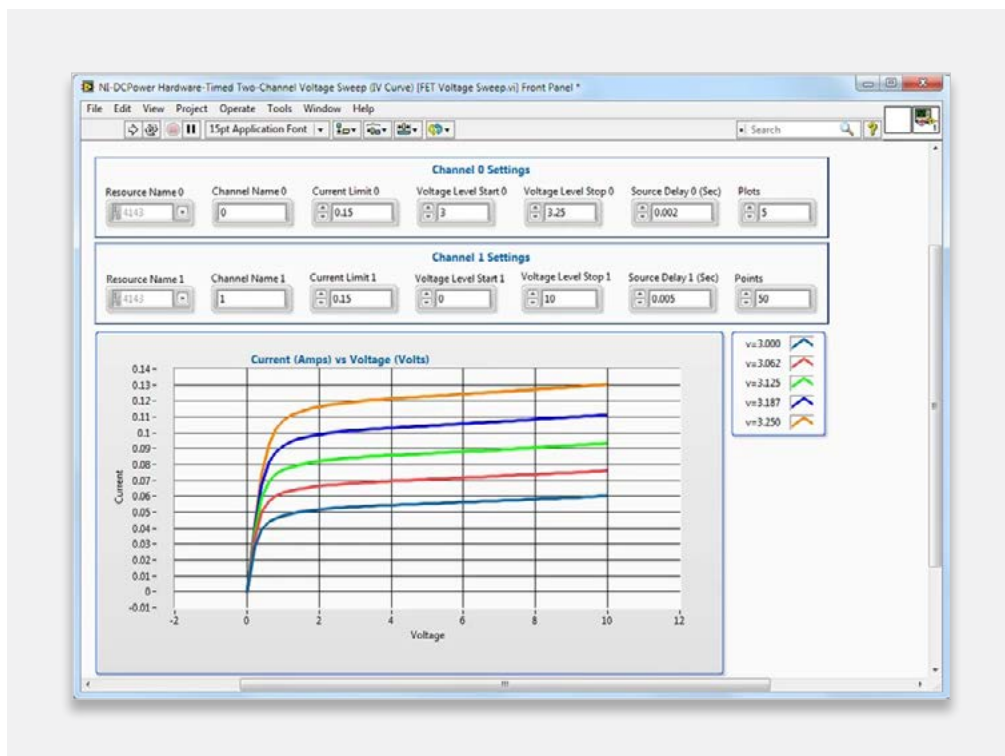 NI-DCPower Hardware-Timed Two-Channel Voltage Sweep (IV Curve) [FET Voltage Sweep.vi] Front Panel *
File Edit View Project Operate Tools Window Help
15pt Application Font Search
Channel 0 Settings
Resource Name 0 Channel Name 0 Current Limit 0 Voltage Level Start 0 Voltage Level Stop 0 Source Delay 0 (Sec) Plots
4143 0 0.15 3 3.25 0.002 5
Channel 1 Settings
Resource Name 1 Channel Name 1 Current Limit 1 Voltage Level Start 1 Voltage Level Stop 1 Source Delay 1 (Sec) Points
4143 1 0.15 0 10 0.005 50
Current (Amps) vs Voltage (Volts)
0.14
0.13
0.12
0.11
0.1
0.09
0.08
0.07
0.06
0.05
0.04
0.03
0.02
0.01
0
-0.01
Current
-2 0 2 4 6 8 10 12
Voltage
v=3.000
v=3.062
v=3.125
v=3.187
v=3.250